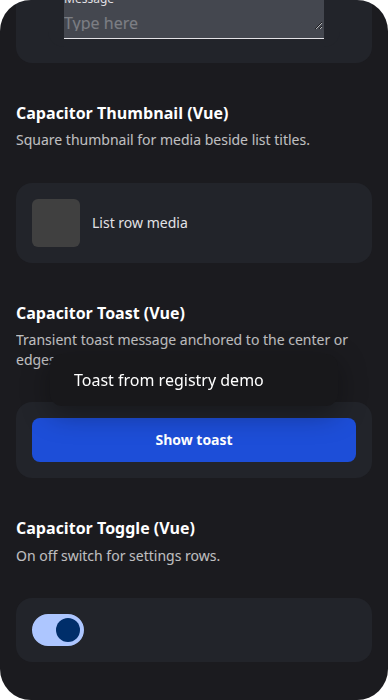 Message
Type here
Capacitor Thumbnail (Vue)
Square thumbnail for media beside list titles.
List row media
Capacitor Toast (Vue)
Transient toast message anchored to the center or
edges
Toast from registry demo
Show toast
Capacitor Toggle (Vue)
On off switch for settings rows.